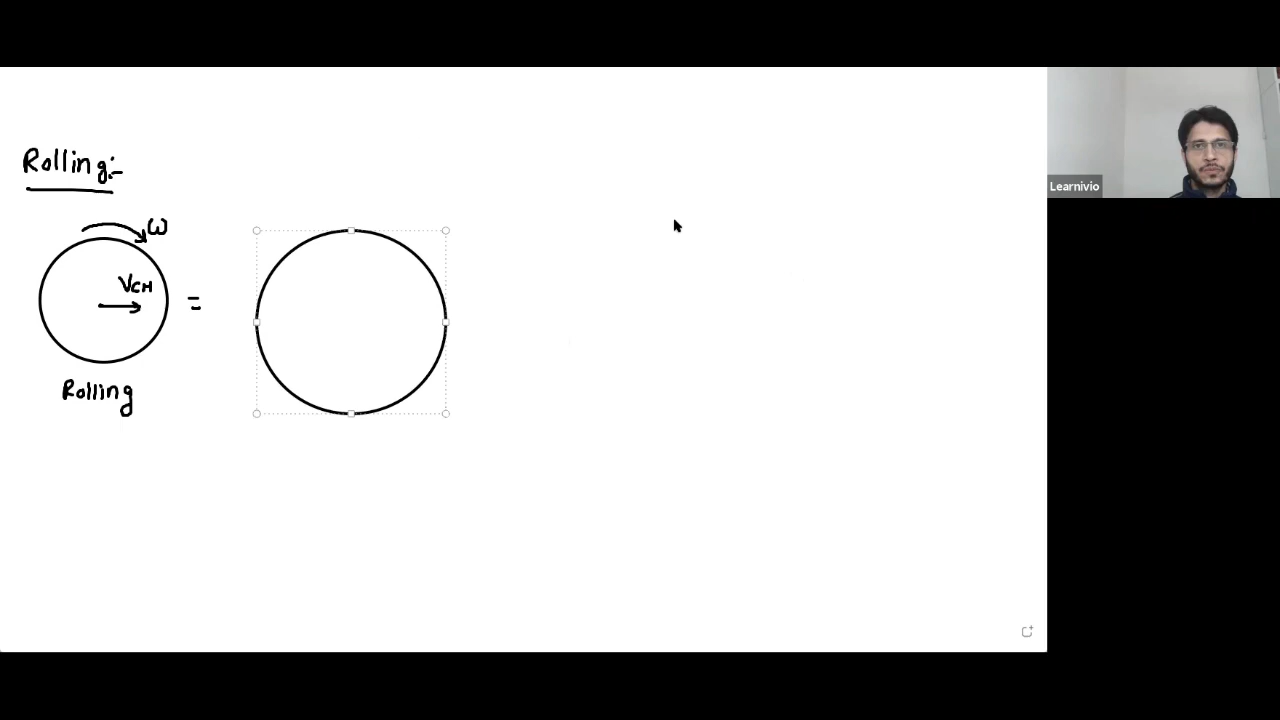 Rolling:-
ω
VCM
=
Rolling
Learnivio